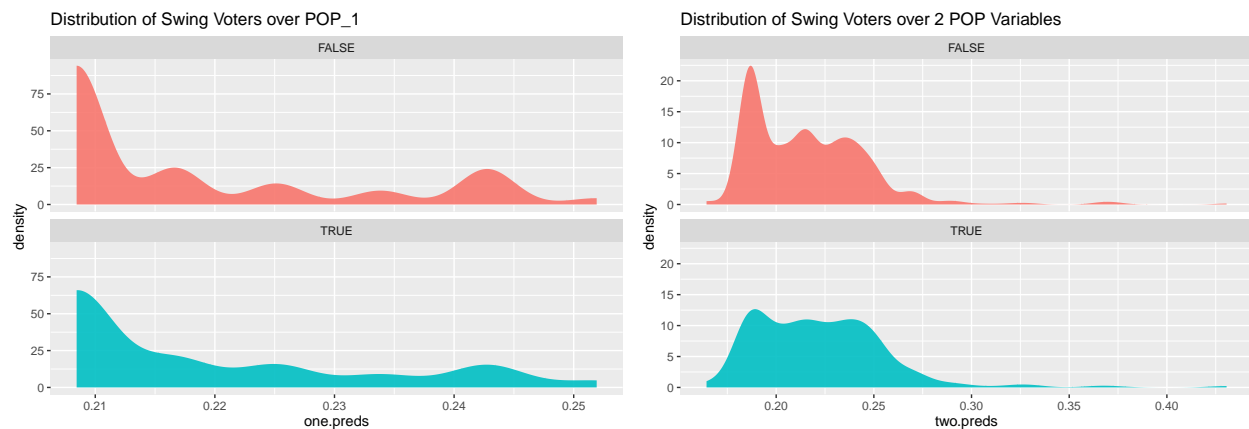 Distribution of Swing Voters over POP_1
FALSE
75
50
25
0
TRUE
75
50
25
0
density
0.21 0.22 0.23 0.24 0.25
one.preds
Distribution of Swing Voters over 2 POP Variables
FALSE
20
15
10
5
0
TRUE
20
15
10
5
0
density
0.20 0.25 0.30 0.35 0.40
two.preds